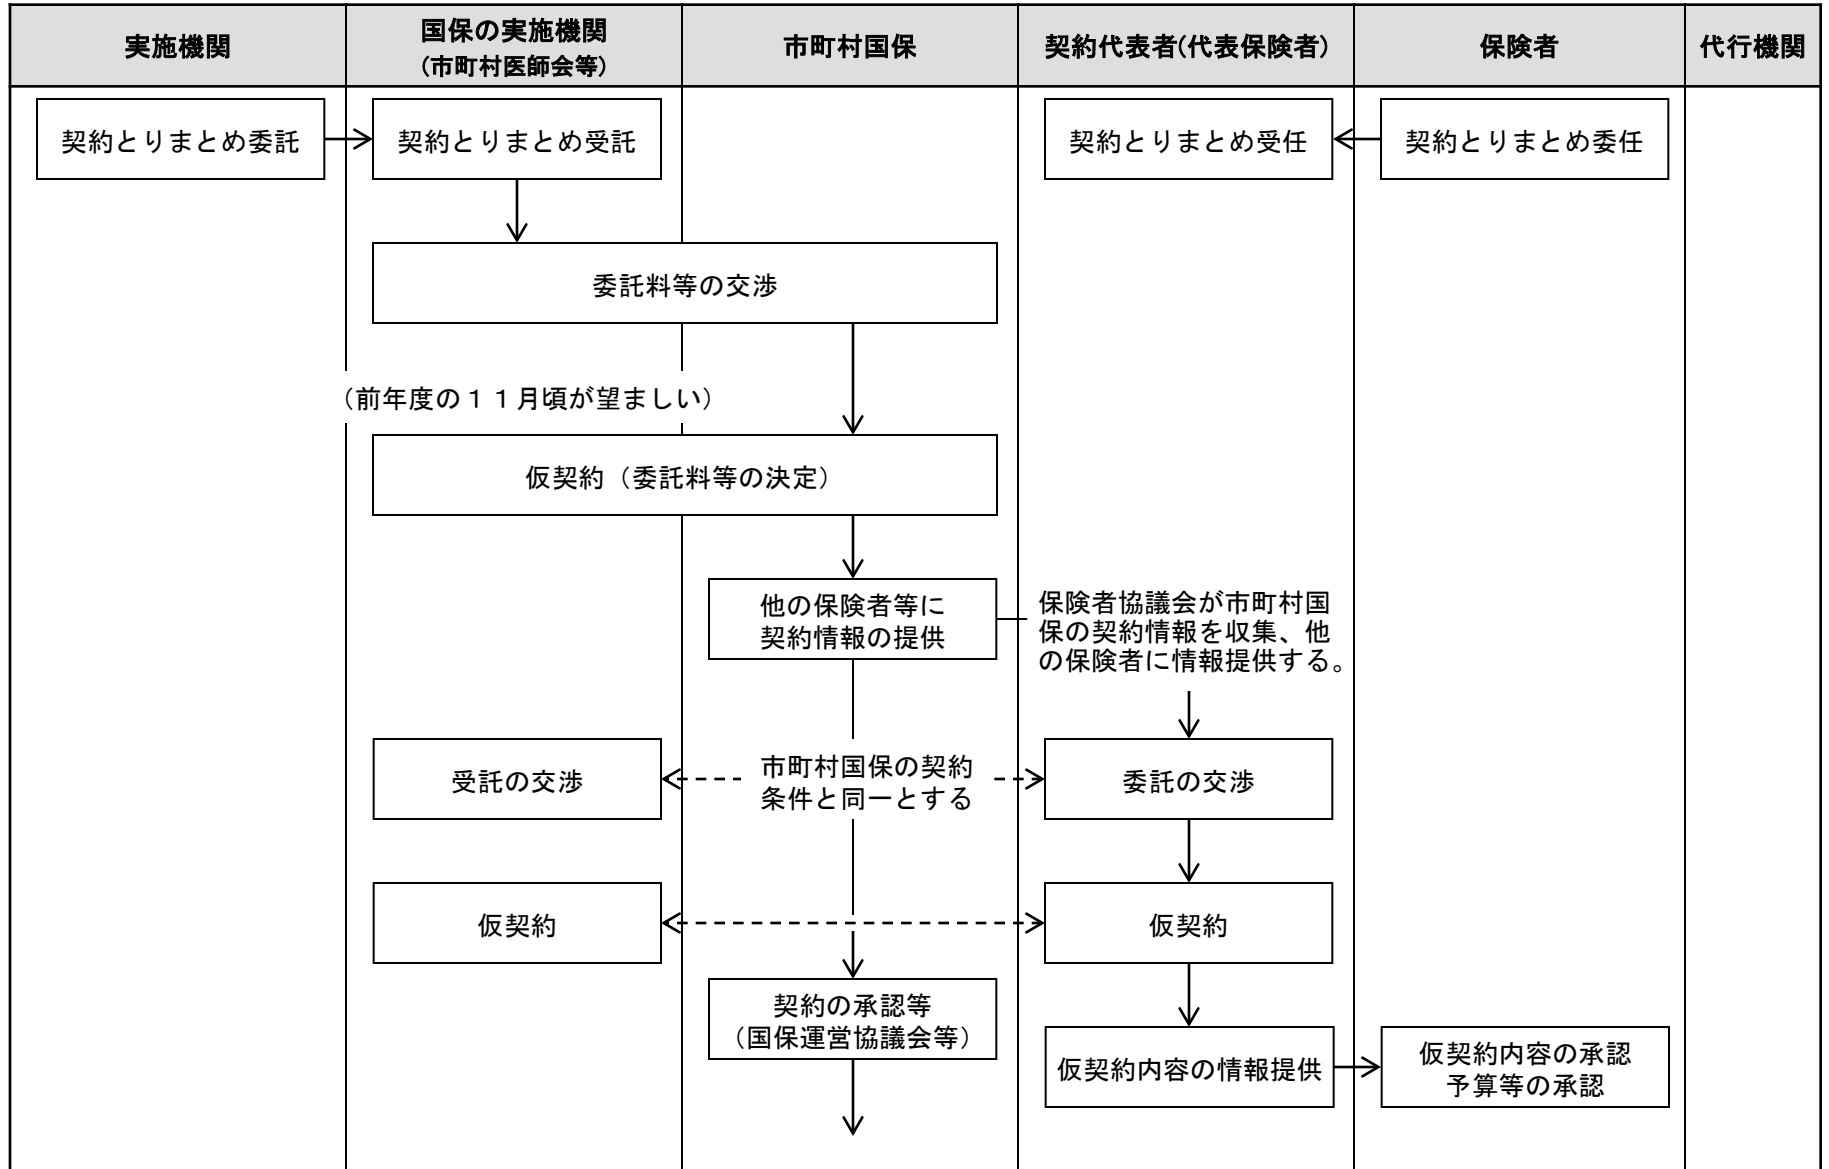 実施機関
国保の実施機関
(市町村医師会等)
市町村国保
契約代表者(代表保険者)
保険者
代行機関
契約とりまとめ委託
契約とりまとめ受託
契約とりまとめ受任
契約とりまとめ委任
委託料等の交渉
（前年度の１１月頃が望ましい）
仮契約（委託料等の決定）
他の保険者等に
契約情報の提供
保険者協議会が市町村国
保の契約情報を収集、他
の保険者に情報提供する。
受託の交渉
市町村国保の契約
条件と同一とする
委託の交渉
仮契約
仮契約
契約の承認等
（国保運営協議会等）
仮契約内容の情報提供
仮契約内容の承認
予算等の承認